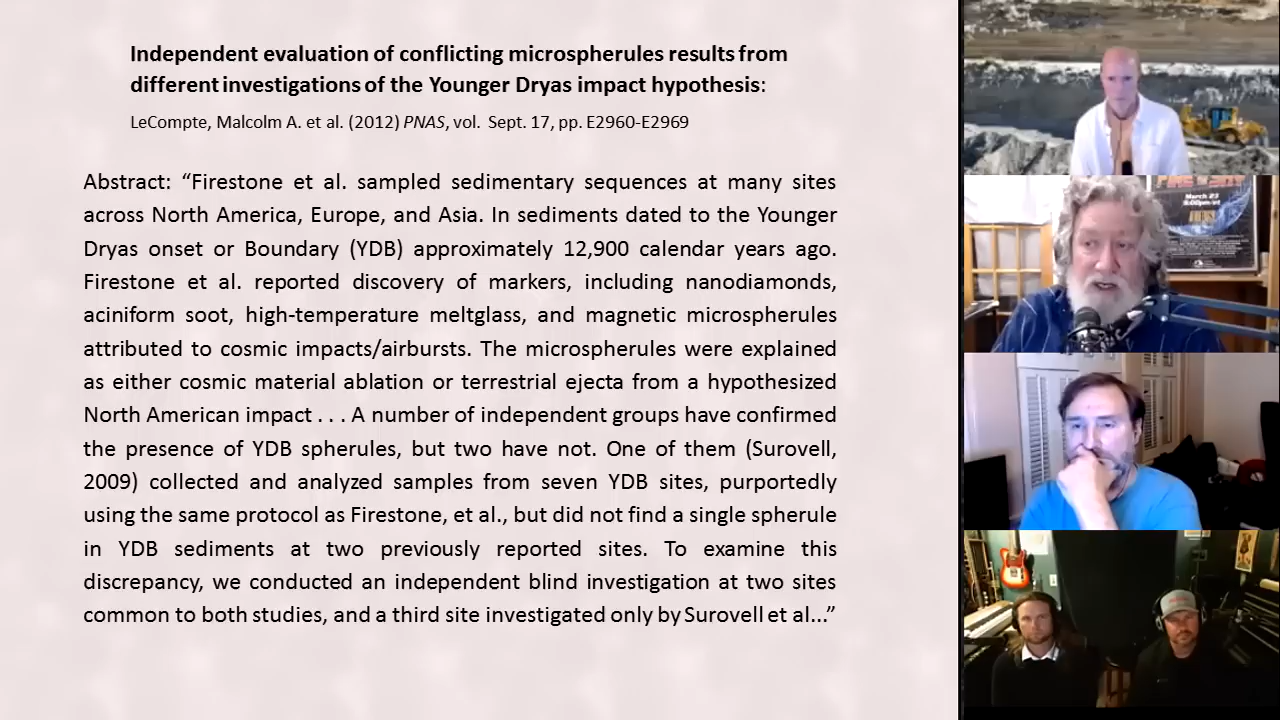 Independent evaluation of conflicting microspherules results from
different investigations of the Younger Dryas impact hypothesis:
LeCompte, Malcolm A. et al. (2012) PNAS, vol. Sept. 17, pp. E2960-E2969
Abstract: “Firestone et al. sampled sedimentary sequences at many sites
across North America, Europe, and Asia. In sediments dated to the Younger
Dryas onset or Boundary (YDB) approximately 12,900 calendar years ago.
Firestone et al. reported discovery of markers, including nanodiamonds,
aciniform soot, high-temperature meltglass, and magnetic microspherules
attributed to cosmic impacts/airbursts. The microspherules were explained
as either cosmic material ablation or terrestrial ejecta from a hypothesized
North American impact . . . A number of independent groups have confirmed
the presence of YDB spherules, but two have not. One of them (Surovell,
2009) collected and analyzed samples from seven YDB sites, purportedly
using the same protocol as Firestone, et al., but did not find a single spherule
in YDB sediments at two previously reported sites. To examine this
discrepancy, we conducted an independent blind investigation at two sites
common to both studies, and a third site investigated only by Surovell et al...”
March 23